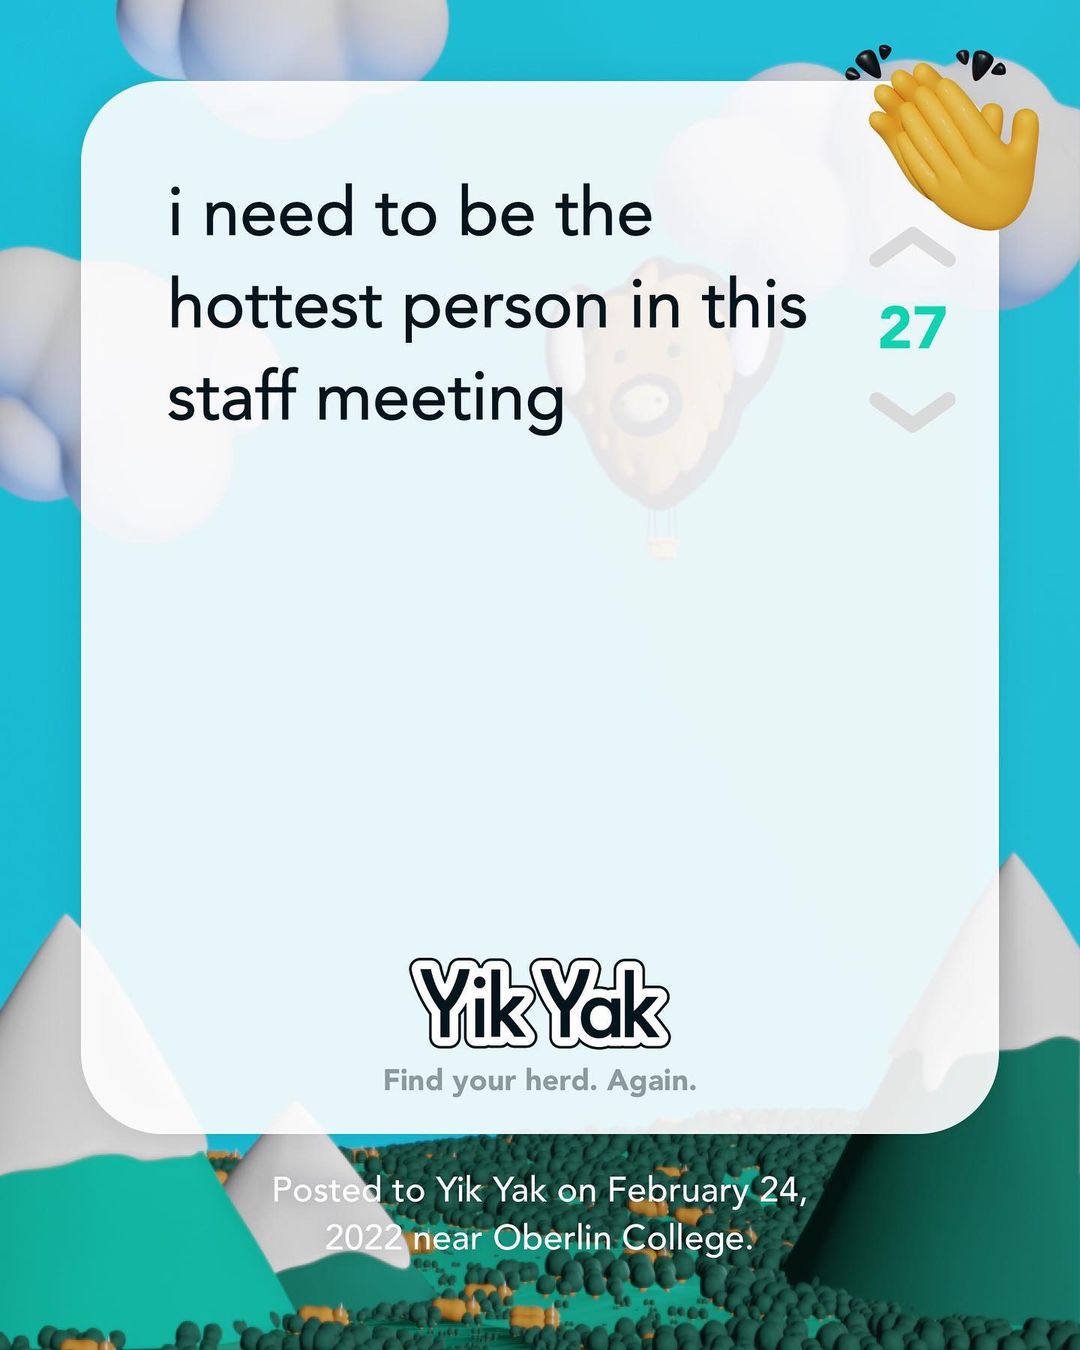 i need to be the
hottest person in this
staff meeting
27
Yik Yak
Find your herd. Again.
Posted to Yik Yak on February 24,
2022 near Oberlin College.